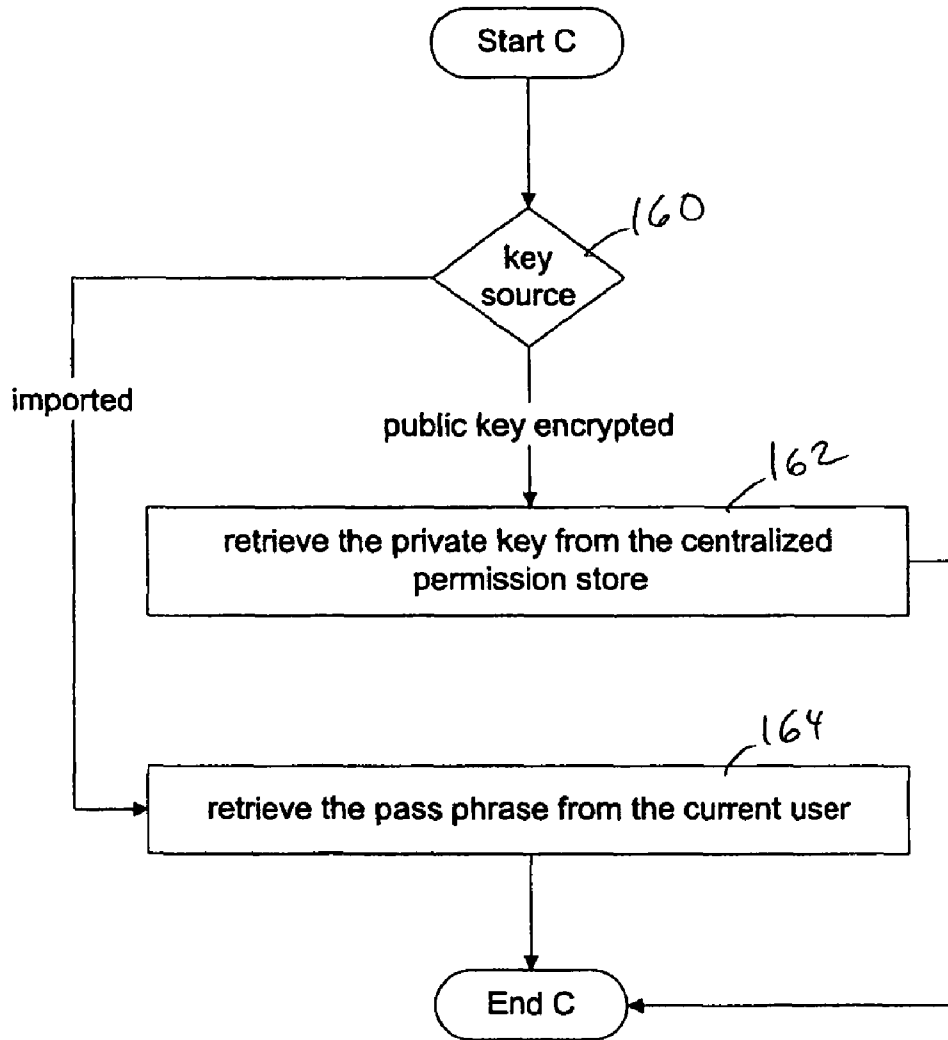 Start C
160
key
source
imported
public key encrypted
162
retrieve the private key from the centralized
permission store
164
retrieve the pass phrase from the current user
End C